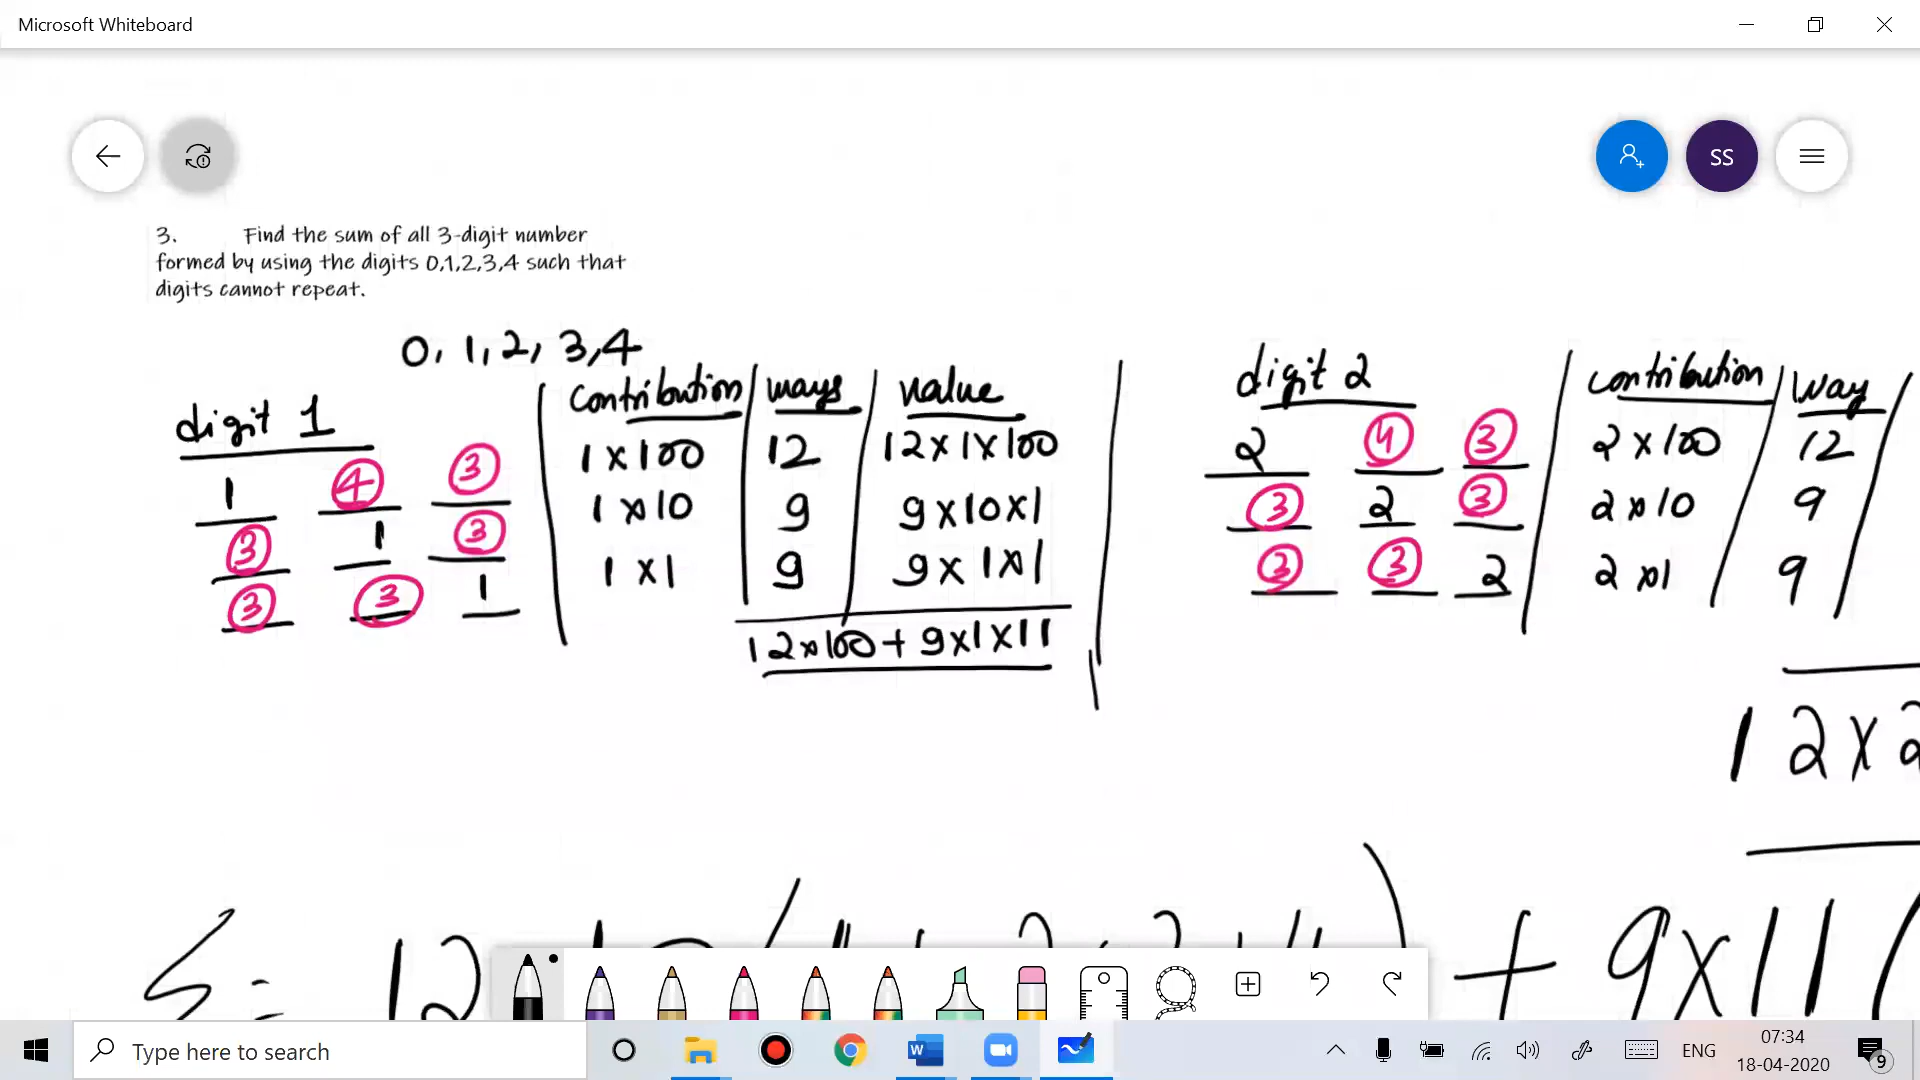 Microsoft Whiteboard
SS
3. Find the sum of all 3-digit number
formed by using the digits 0,1,2,3,4 such that
digits cannot repeat.
0, 1, 2, 3, 4
digit 1 | contribution | ways | value
1 4 3 | 1 x 100 | 12 | 12 x 1 x 100
3 1 3 | 1 x 10 | 9 | 9 x 10 x 1
3 3 1 | 1 x 1 | 9 | 9 x 1 x 1
12 x 100 + 9 x 1 x 11
digit 2 | contribution | way
2 4 3 | 2 x 100 | 12
3 2 3 | 2 x 10 | 9
3 3 2 | 2 x 1 | 9
12 x 2
S = 12
+ 9 x 11 (
Type here to search
ENG
07:34
18-04-2020
9